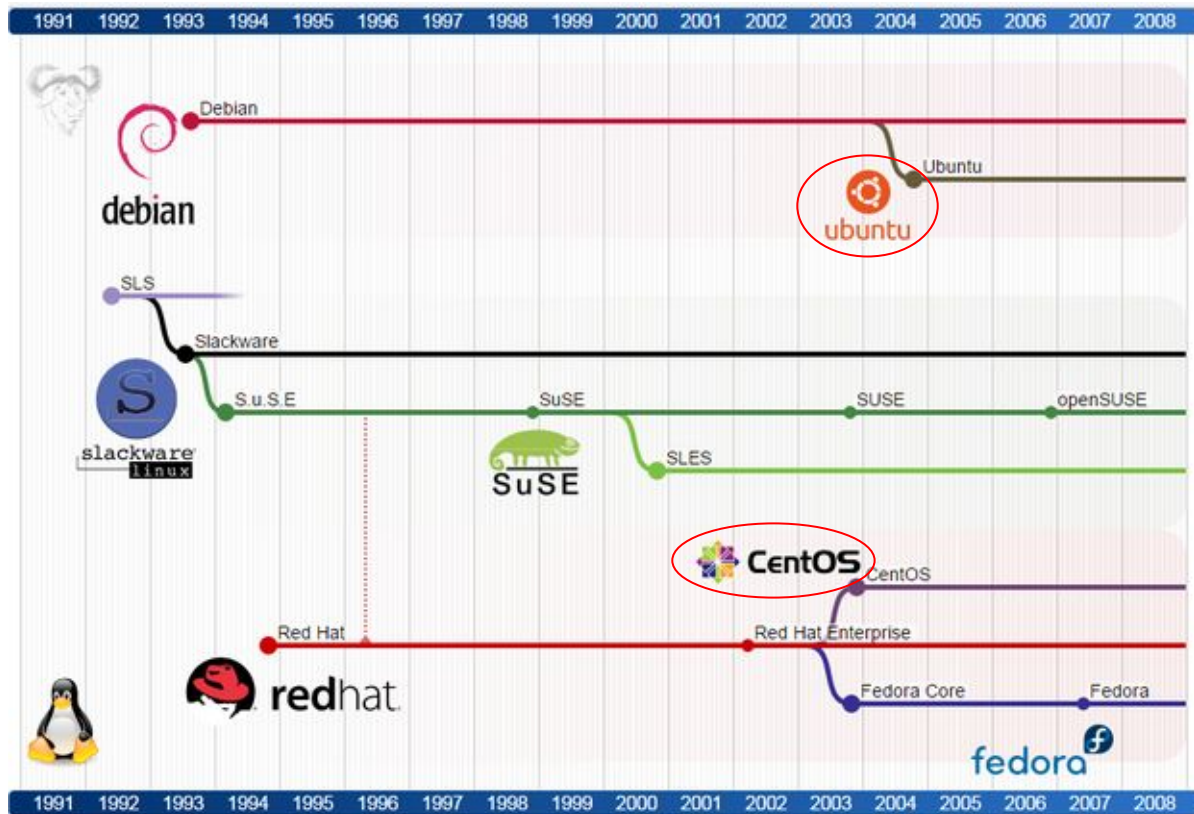 1991 1992 1993 1994 1995 1996 1997 1998 1999 2000 2001 2002 2003 2004 2005 2006 2007 2008
Debian
debian
Ubuntu
ubuntu
SLS
Slackware
slackware
linux
S.u.S.E
SuSE
SUSE
openSUSE
SuSE
SLES
CentOS
CentOS
Red Hat
Red Hat Enterprise
redhat.
Fedora Core
Fedora
fedora
1991 1992 1993 1994 1995 1996 1997 1998 1999 2000 2001 2002 2003 2004 2005 2006 2007 2008